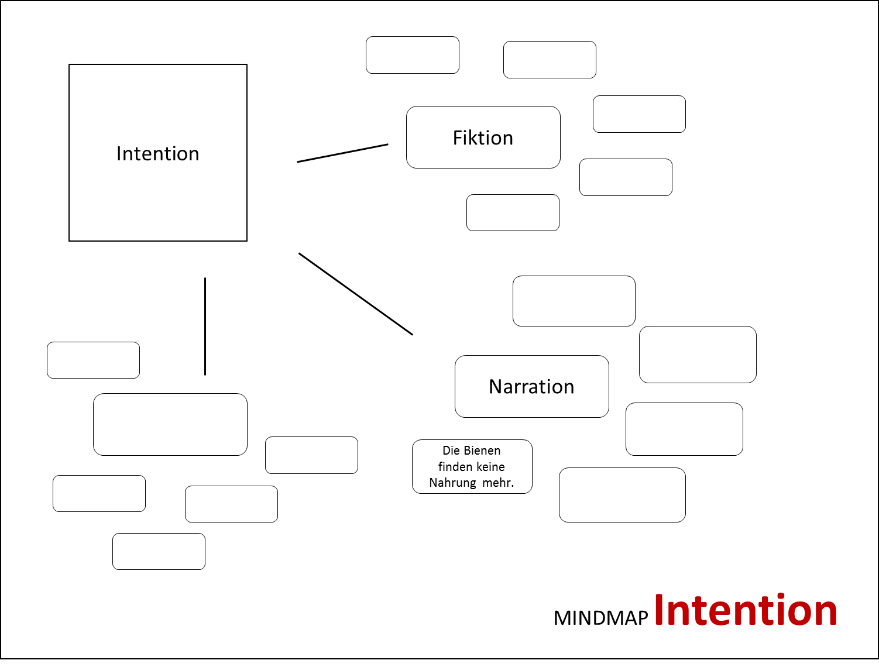 Intention
Fiktion
Narration
Die Bienen
finden keine
Nahrung mehr.
MINDMAP Intention